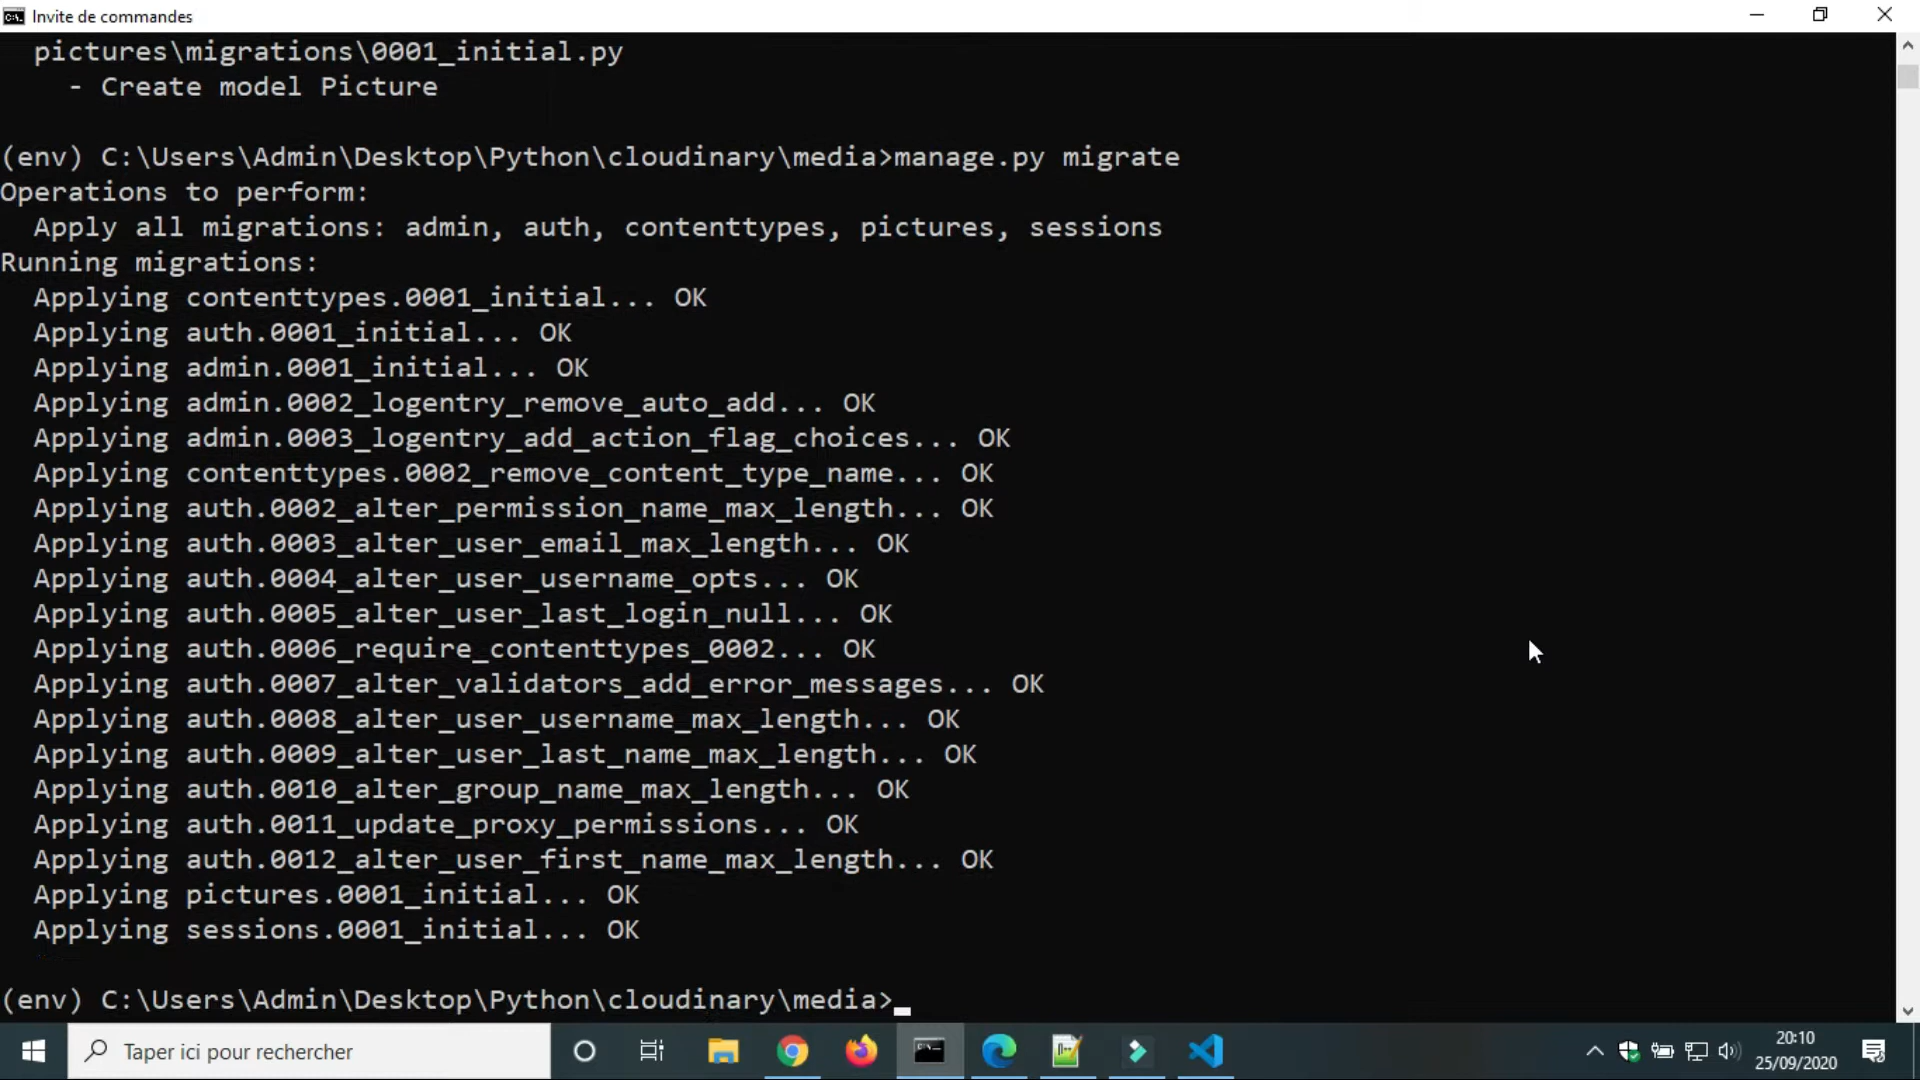 Invite de commandes
pictures\migrations\0001_initial.py
- Create model Picture
(env) C:\Users\Admin\Desktop\Python\cloudinary\media>manage.py migrate
Operations to perform:
Apply all migrations: admin, auth, contenttypes, pictures, sessions
Running migrations:
Applying contenttypes.0001_initial... OK
Applying auth.0001_initial... OK
Applying admin.0001_initial... OK
Applying admin.0002_logentry_remove_auto_add... OK
Applying admin.0003_logentry_add_action_flag_choices... OK
Applying contenttypes.0002_remove_content_type_name... OK
Applying auth.0002_alter_permission_name_max_length... OK
Applying auth.0003_alter_user_email_max_length... OK
Applying auth.0004_alter_user_username_opts... OK
Applying auth.0005_alter_user_last_login_null... OK
Applying auth.0006_require_contenttypes_0002... OK
Applying auth.0007_alter_validators_add_error_messages... OK
Applying auth.0008_alter_user_username_max_length... OK
Applying auth.0009_alter_user_last_name_max_length... OK
Applying auth.0010_alter_group_name_max_length... OK
Applying auth.0011_update_proxy_permissions... OK
Applying auth.0012_alter_user_first_name_max_length... OK
Applying pictures.0001_initial... OK
Applying sessions.0001_initial... OK
(env) C:\Users\Admin\Desktop\Python\cloudinary\media>
Taper ici pour rechercher
20:10
25/09/2020